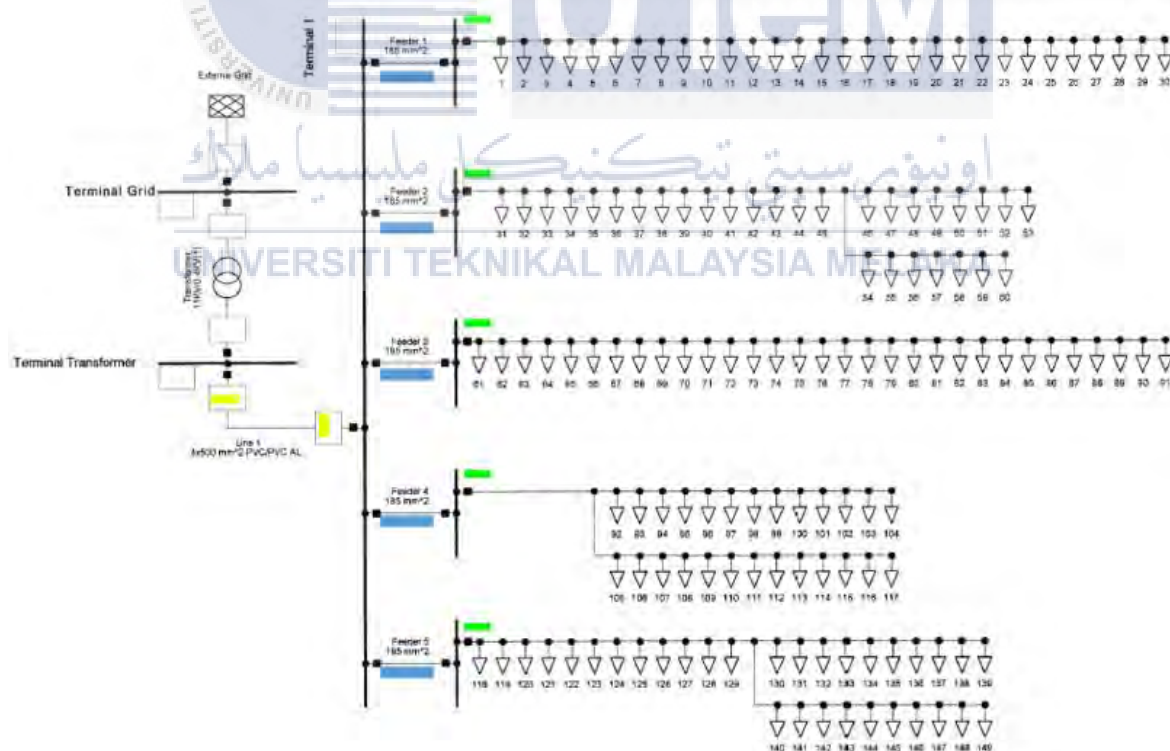 Terminal 1
UTeM
UNIVERSITI
Feeder 1
185 mm^2
1 2 3 4 5 6 7 8 9 10 11 12 13 14 15 16 17 18 19 20 21 22 23 24 25 26 27 28 29 30
External Grid
اونيورسيتي تيکنيکل مليسيا ملاك
Terminal Grid
Feeder 2
185 mm^2
31 32 33 34 35 36 37 38 39 40 41 42 43 44 45 46 47 48 49 50 51 52 53
UNIVERSITI TEKNIKAL MALAYSIA MELAKA
Transformer
54 55 56 57 58 59 60
Feeder 3
185 mm^2
Terminal Transformer
61 62 63 64 65 66 67 68 69 70 71 72 73 74 75 76 77 78 79 80 81 82 83 84 85 86 87 88 89 90 91
Line 1
500 mm^2 PVC/PVC AL
Feeder 4
185 mm^2
92 93 94 95 96 97 98 99 100 101 102 103 104
105 106 107 108 109 110 111 112 113 114 115 116 117
Feeder 5
185 mm^2
118 119 120 121 122 123 124 125 126 127 128 129 130 131 132 133 134 135 136 137 138 139
140 141 142 143 144 145 146 147 148 149